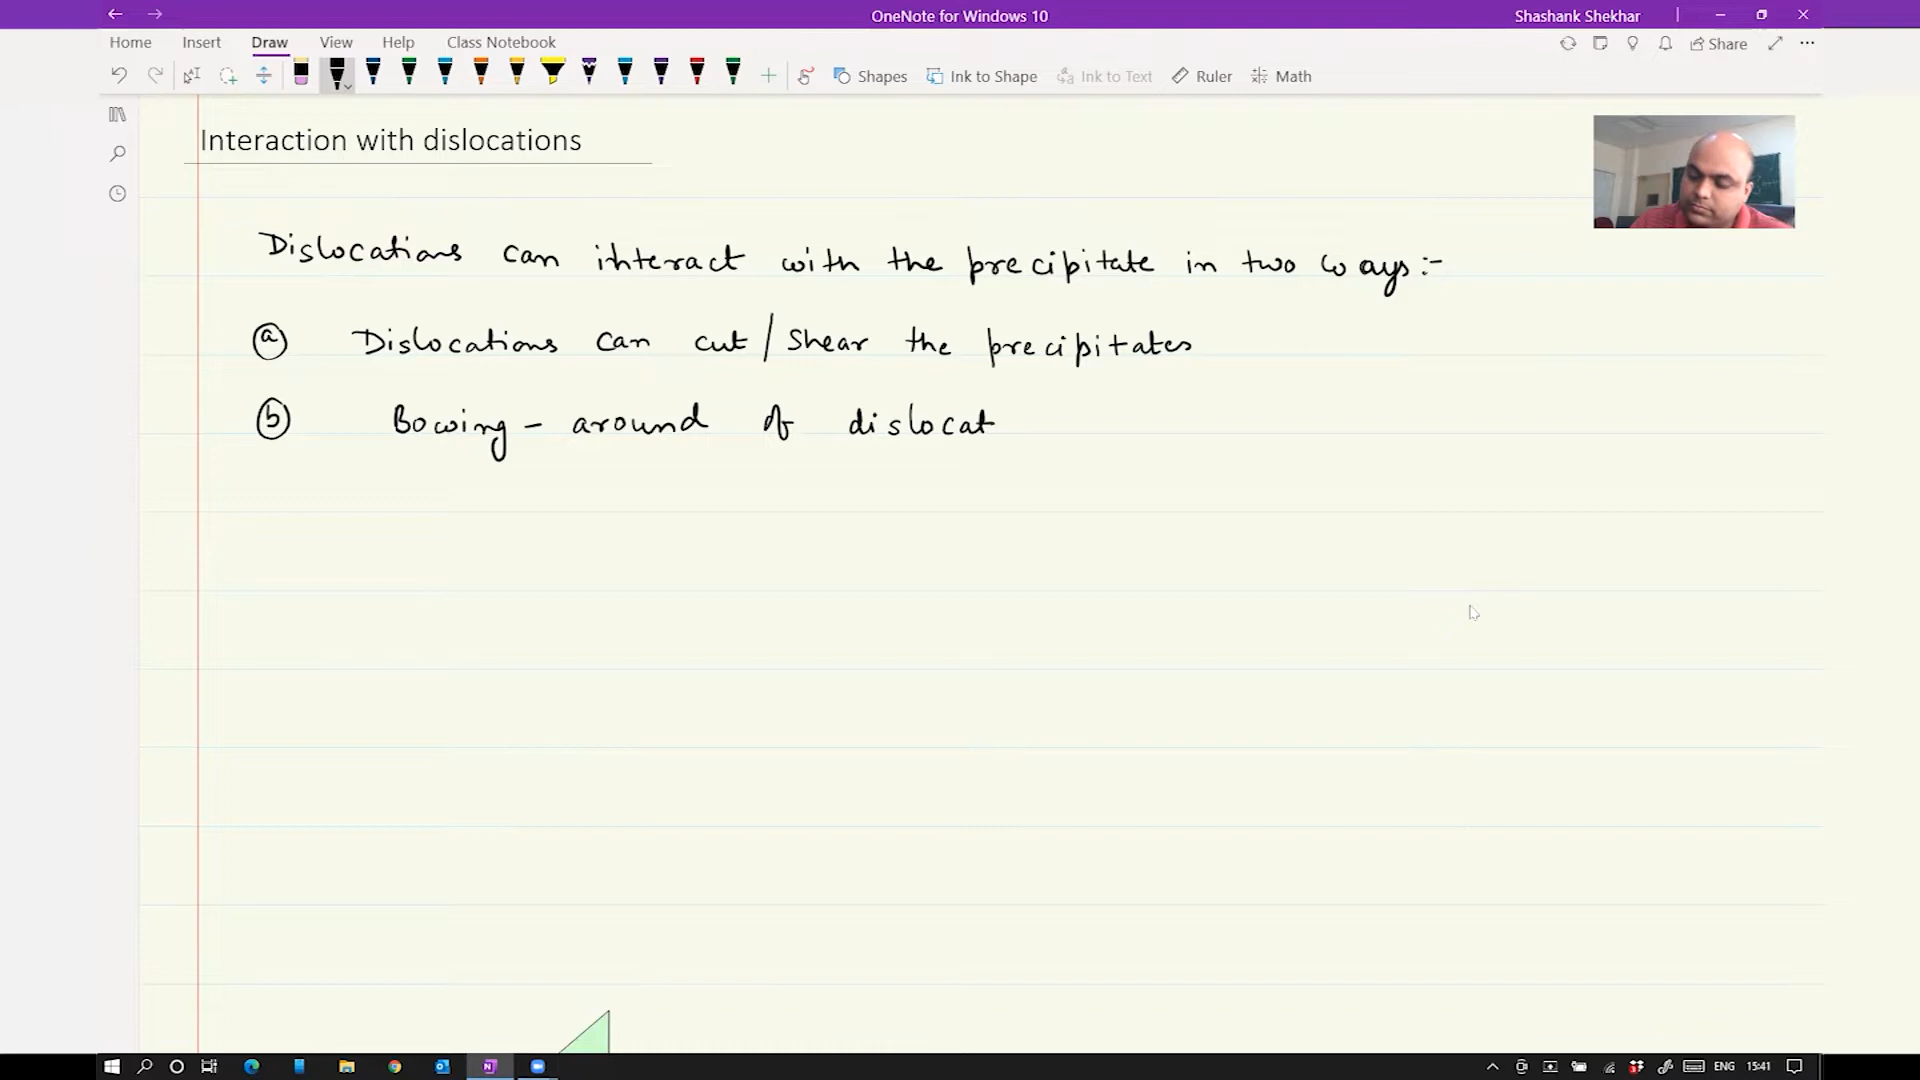 OneNote for Windows 10
Shashank Shekhar
Home Insert Draw View Help Class Notebook
Share
Shapes Ink to Shape Ink to Text Ruler Math
Interaction with dislocations
Dislocations can interact with the precipitate in two ways:-
(a) Dislocations can cut/shear the precipitates
(b) Bowing-around of dislocat
ENG 15:41